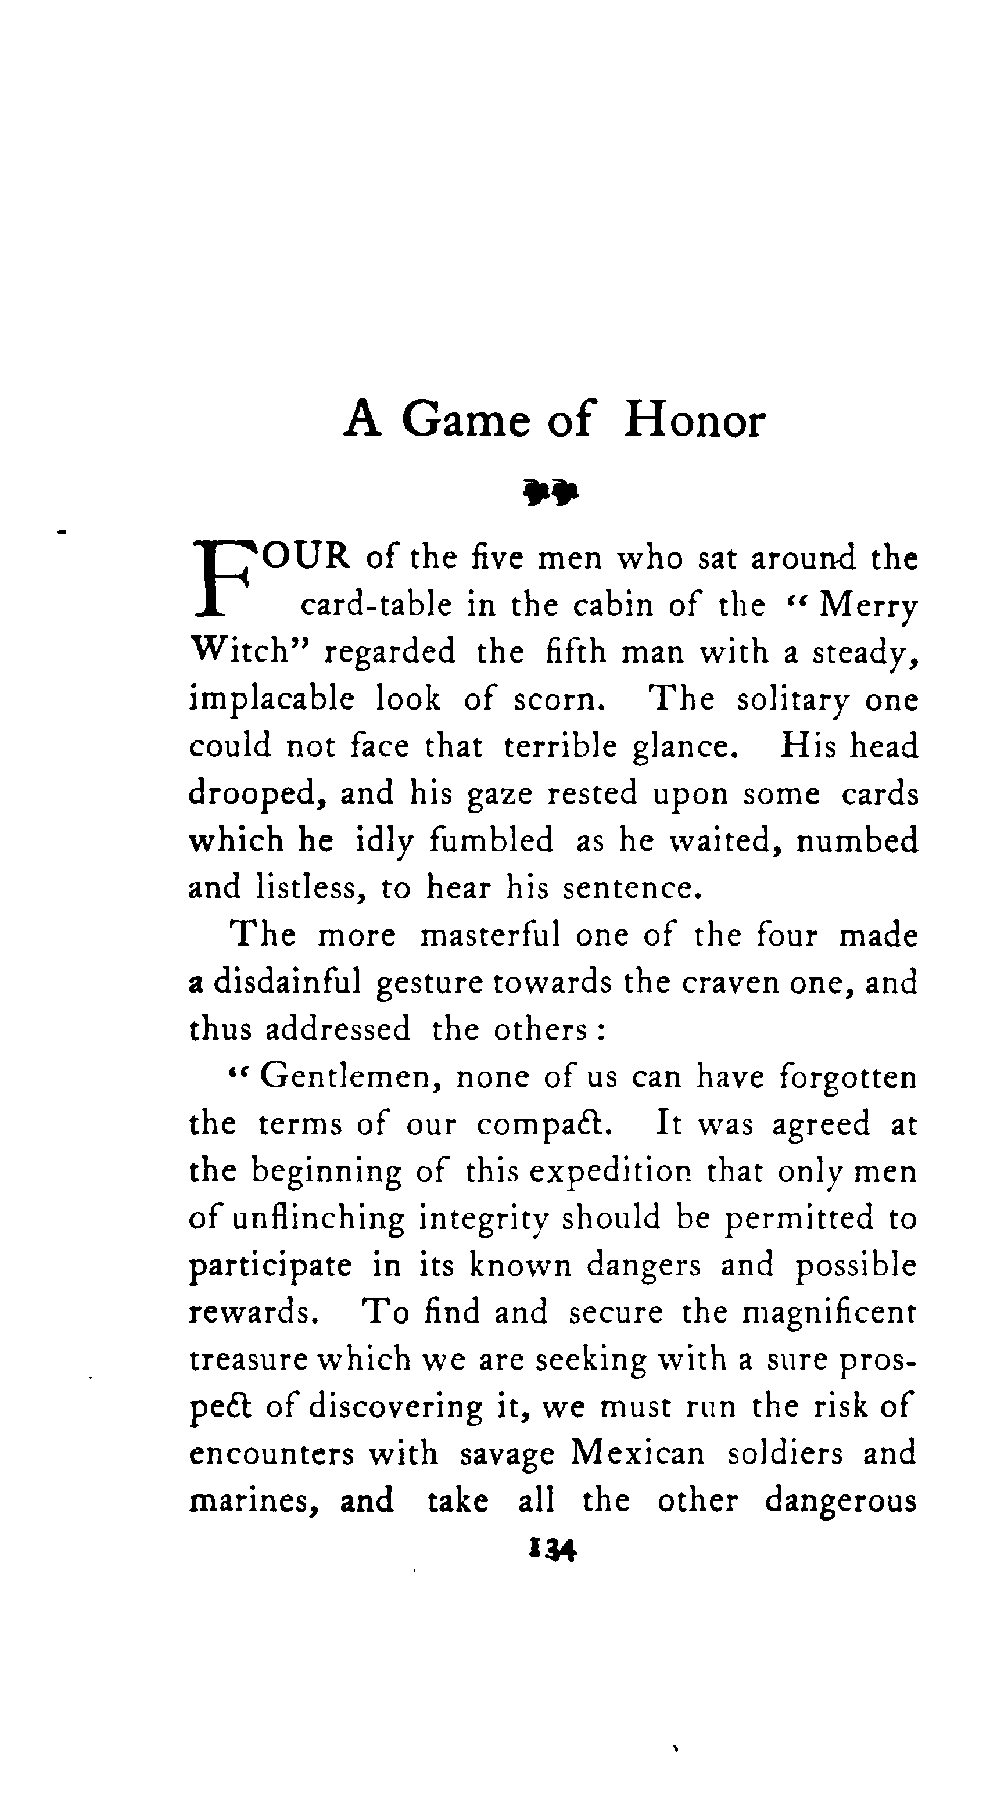 A Game of Honor
FOUR of the five men who sat around the
card-table in the cabin of the "Merry
Witch" regarded the fifth man with a steady,
implacable look of scorn. The solitary one
could not face that terrible glance. His head
drooped, and his gaze rested upon some cards
which he idly fumbled as he waited, numbed
and listless, to hear his sentence.
The more masterful one of the four made
a disdainful gesture towards the craven one, and
thus addressed the others:
"Gentlemen, none of us can have forgotten
the terms of our compact. It was agreed at
the beginning of this expedition that only men
of unflinching integrity should be permitted to
participate in its known dangers and possible
rewards. To find and secure the magnificent
treasure which we are seeking with a sure pros-
pect of discovering it, we must run the risk of
encounters with savage Mexican soldiers and
marines, and take all the other dangerous
134